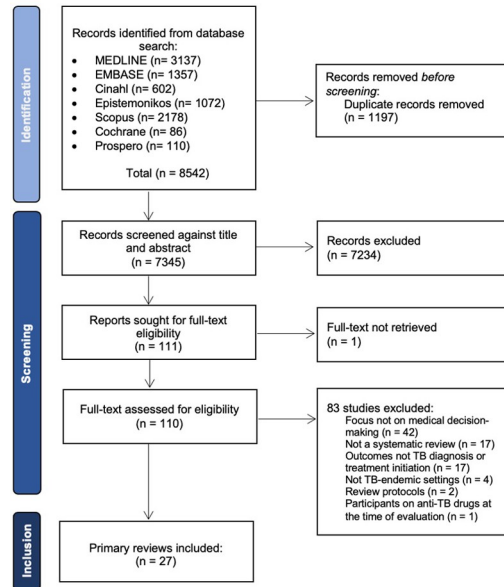 Identification
Records identified from database
search:
• MEDLINE (n= 3137)
• EMBASE (n= 1357)
• Cinahl (n= 602)
• Epistemonikos (n= 1072)
• Scopus (n= 2178)
• Cochrane (n= 86)
• Prospero (n= 110)
Total (n = 8542)
Records removed before
screening:
Duplicate records removed
(n = 1197)
Screening
Records screened against title
and abstract
(n = 7345)
Records excluded
(n = 7234)
Reports sought for full-text
eligibility
(n = 111)
Full-text not retrieved
(n = 1)
Full-text assessed for eligibility
(n = 110)
83 studies excluded:
Focus not on medical decision-
making (n = 42)
Not a systematic review (n = 17)
Outcomes not TB diagnosis or
treatment initiation (n = 17)
Not TB-endemic settings (n = 4)
Review protocols (n = 2)
Participants on anti-TB drugs at
the time of evaluation (n = 1)
Inclusion
Primary reviews included:
(n = 27)